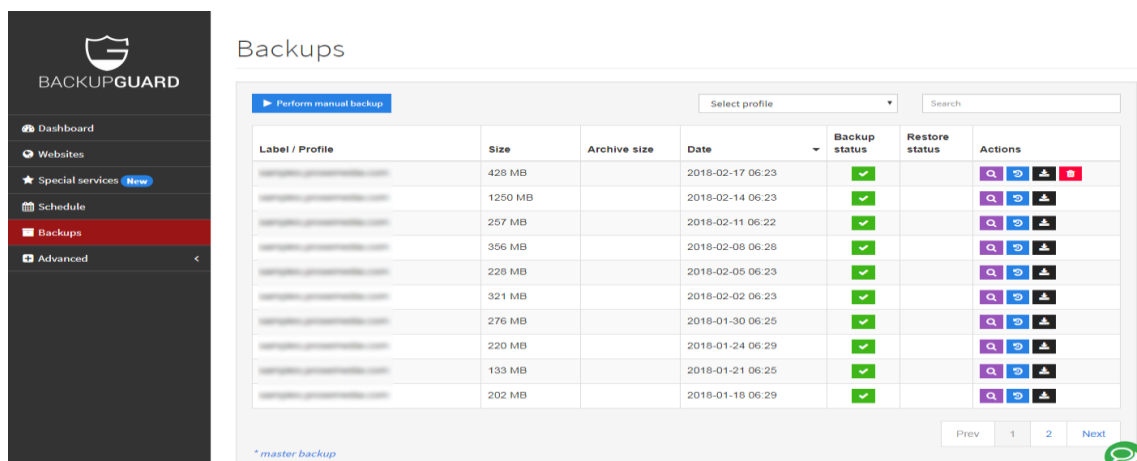 BACKUPGUARD
Dashboard
Websites
Special services New
Schedule
Backups
Advanced
Backups
Perform manual backup
Select profile
Search
Label / Profile Size Archive size Date Backup status Restore status Actions
428 MB 2018-02-17 06:23
1250 MB 2018-02-14 06:23
257 MB 2018-02-11 06:22
356 MB 2018-02-08 06:28
228 MB 2018-02-05 06:23
321 MB 2018-02-02 06:23
276 MB 2018-01-30 06:25
220 MB 2018-01-24 06:29
133 MB 2018-01-21 06:25
202 MB 2018-01-18 06:29
Prev 1 2 Next
* master backup